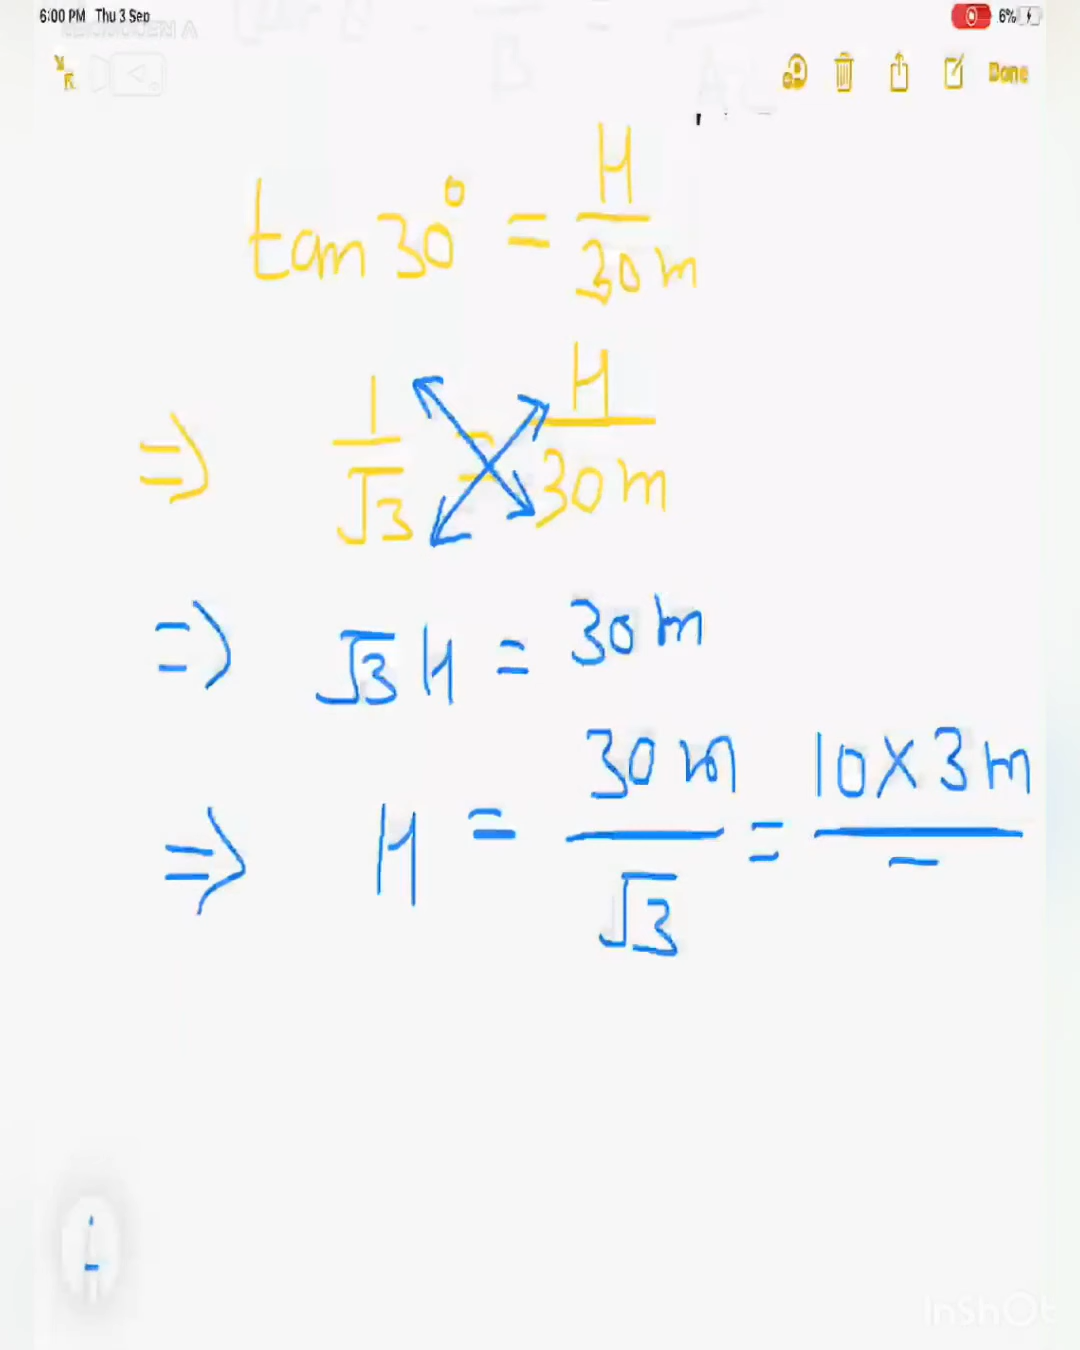 6:00 PM Thu 3 Sep 6%
Done
tan 30° = H/30m
⇒ 1/√3 = H/30m
⇒ √3 H = 30m
⇒ H = 30m/√3 = 10×3m/
InShOt